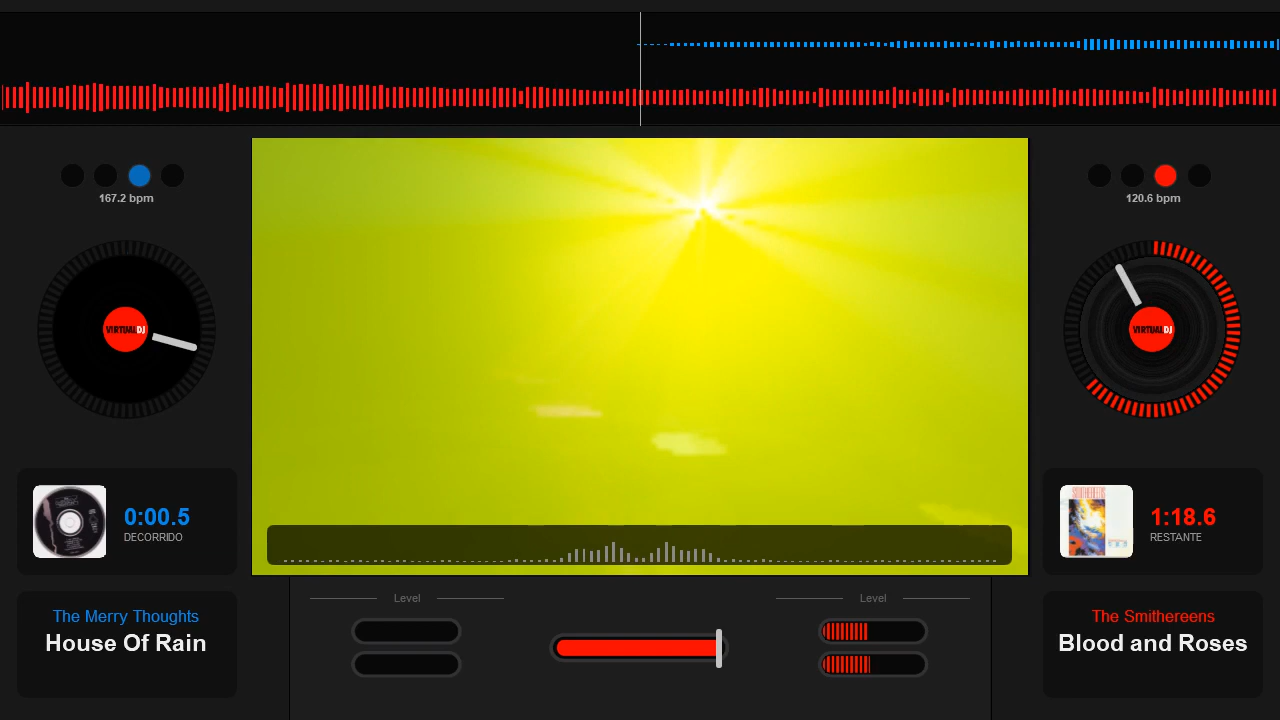 167.2 bpm
120.6 bpm
VIRTUALDJ
VIRTUALDJ
0:00.5
DECORRIDO
1:18.6
RESTANTE
The Merry Thoughts
House Of Rain
Level
Level
The Smithereens
Blood and Roses